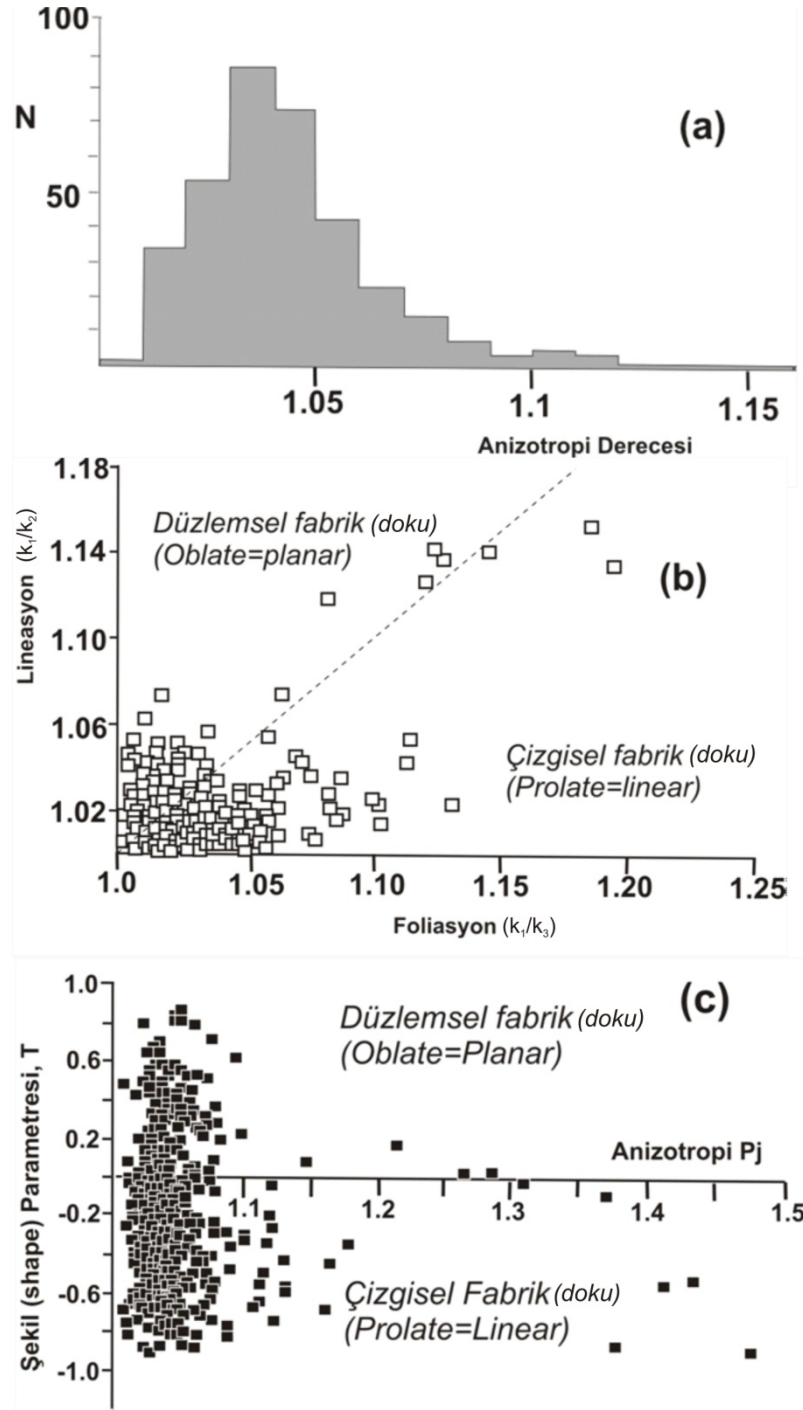 100
N
(a)
50
1.05
1.1
1.15
Anizotropi Derecesi
1.18
Düzlemsel fabrik (doku)
(Oblate=planar)
1.14
(b)
Lineasyon (k₁/k₂)
1.10
1.06
Çizgisel fabrik (doku)
(Prolate=linear)
1.02
1.0
1.05
1.10
1.15
1.20
1.25
Foliasyon (k₁/k₃)
1.0
(c)
Düzlemsel fabrik (doku)
(Oblate=Planar)
0.6
Şekil (shape) Parametresi, T
0.2
Anizotropi Pj
1.1
1.2
1.3
1.4
1.5
-0.2
-0.6
Çizgisel Fabrik (doku)
(Prolate=Linear)
-1.0